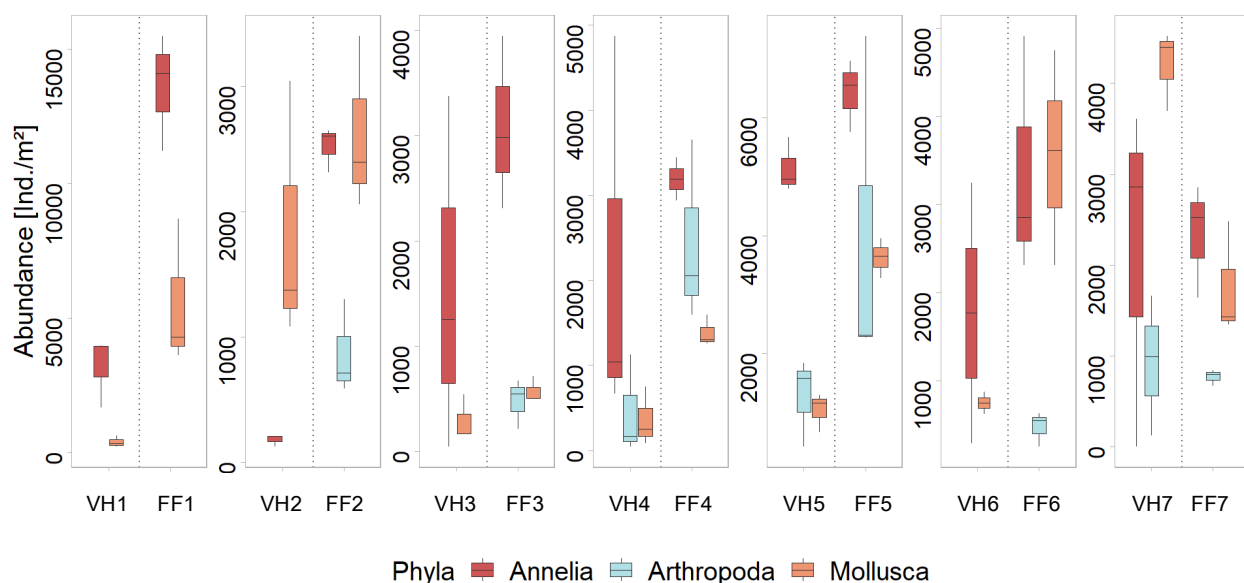 Abundance [Ind./m²]
0 5000 10000 15000
0 1000 2000 3000
0 1000 2000 3000 4000
0 1000 2000 3000 4000 5000
2000 4000 6000
1000 2000 3000 4000 5000
0 1000 2000 3000 4000
VH1 FF1 VH2 FF2 VH3 FF3 VH4 FF4 VH5 FF5 VH6 FF6 VH7 FF7
Phyla Annelia Arthropoda Mollusca